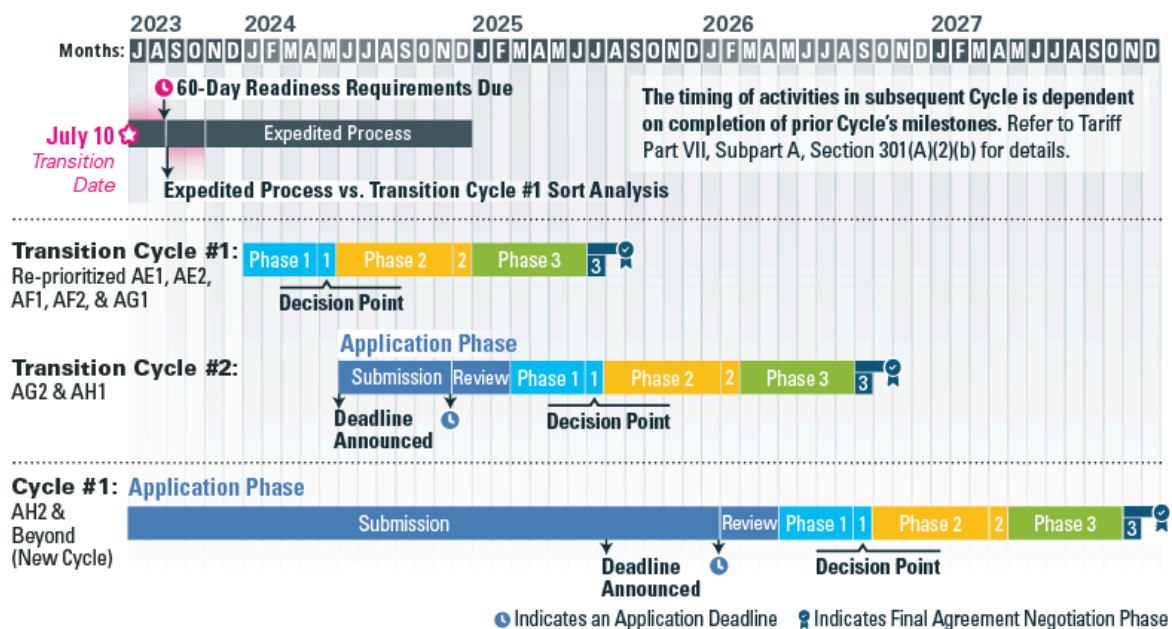 2023 2024 2025 2026 2027
Months: J A S O N D J F M A M J J A S O N D J F M A M J J A S O N D J F M A M J J A S O N D J F M A M J J A S O N D
60-Day Readiness Requirements Due
July 10
Transition
Date
Expedited Process
Expedited Process vs. Transition Cycle #1 Sort Analysis
The timing of activities in subsequent Cycle is dependent
on completion of prior Cycle's milestones. Refer to Tariff
Part VII, Subpart A, Section 301(A)(2)(b) for details.
Transition Cycle #1:
Re-prioritized AE1, AE2,
AF1, AF2, & AG1
Phase 1 1 Phase 2 2 Phase 3 3
Decision Point
Transition Cycle #2:
AG2 & AH1
Application Phase
Submission Review Phase 1 1 Phase 2 2 Phase 3 3
Deadline
Announced
Decision Point
Cycle #1: Application Phase
AH2 &
Beyond
(New Cycle)
Submission Review Phase 1 1 Phase 2 2 Phase 3 3
Deadline
Announced
Decision Point
Indicates an Application Deadline Indicates Final Agreement Negotiation Phase